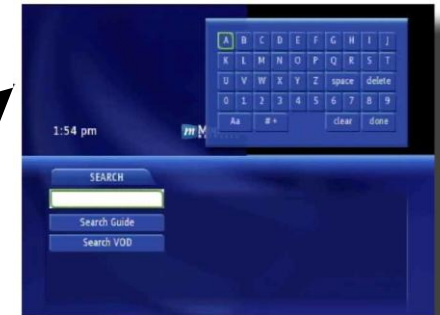 A B C D E F G H I J
K L M N O P Q R S T
U V W X Y Z space delete
0 1 2 3 4 5 6 7 8 9
Aa #+ clear done
1:54 pm
SEARCH
Search Guide
Search VOD